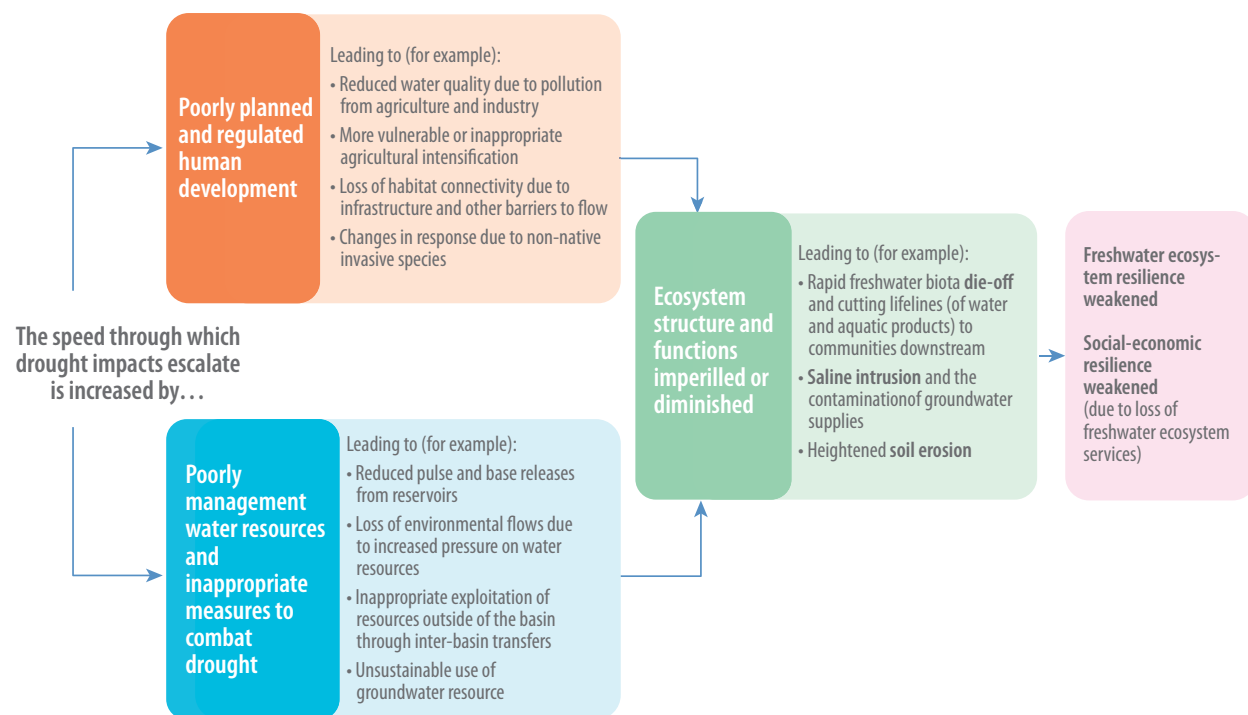 The speed through which
drought impacts escalate
is increased by…
Poorly planned
and regulated
human
development
Leading to (for example):
• Reduced water quality due to pollution
from agriculture and industry
• More vulnerable or inappropriate
agricultural intensification
• Loss of habitat connectivity due to
infrastructure and other barriers to flow
• Changes in response due to non-native
invasive species
Poorly
management
water resources
and
inappropriate
measures to
combat
drought
Leading to (for example):
• Reduced pulse and base releases
from reservoirs
• Loss of environmental flows due
to increased pressure on water
resources
• Inappropriate exploitation of
resources outside of the basin
through inter-basin transfers
• Unsustainable use of
groundwater resource
Ecosystem
structure and
functions
imperilled or
diminished
Leading to (for example):
• Rapid freshwater biota die-off
and cutting lifelines (of water
and aquatic products) to
communities downstream
• Saline intrusion and the
contaminationof groundwater
supplies
• Heightened soil erosion
Freshwater ecosys-
tem resilience
weakened
Social-economic
resilience
weakened
(due to loss of
freshwater ecosystem
services)